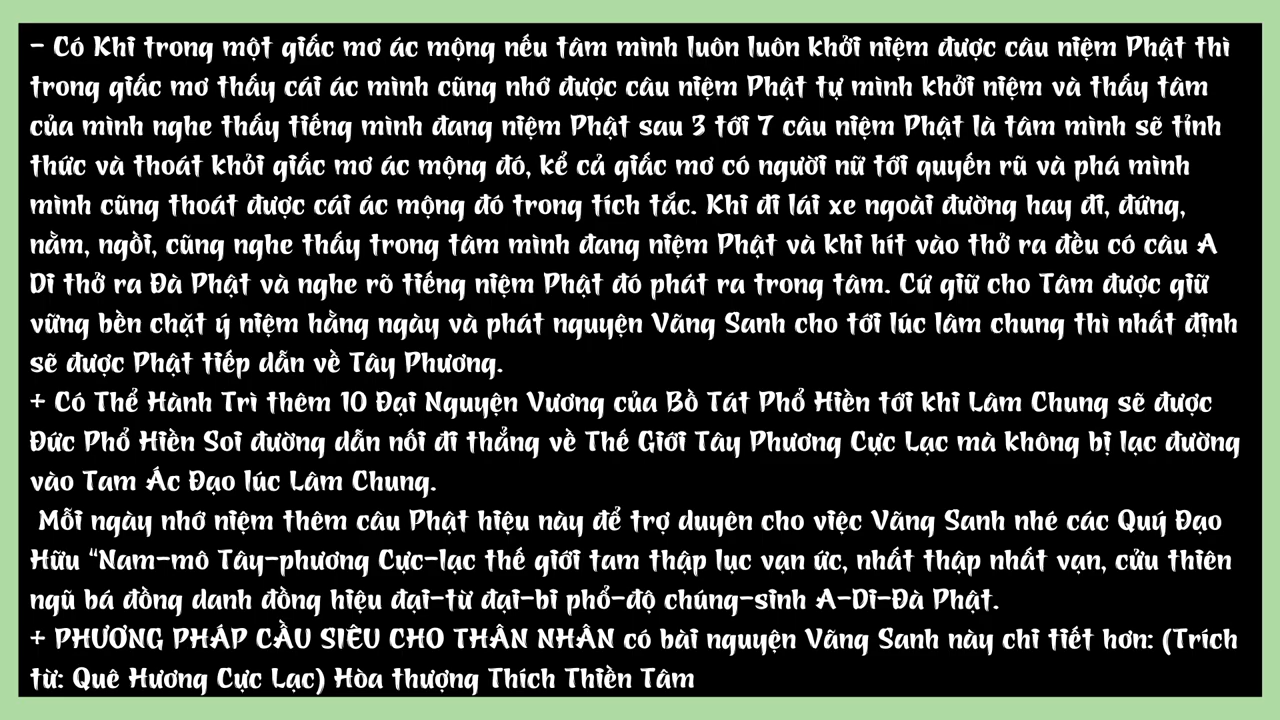 - Có Khi trong một giấc mơ ác mộng nếu tâm mình luôn luôn khởi niệm được câu niệm Phật thì
trong giấc mơ thấy cái ác mình cũng nhớ được câu niệm Phật tự mình khởi niệm và thấy tâm
của mình nghe thấy tiếng mình đang niệm Phật sau 3 tới 7 câu niệm Phật là tâm mình sẽ tỉnh
thức và thoát khỏi giấc mơ ác mộng đó, kể cả giấc mơ có người nữ tới quyến rũ và phá mình
mình cũng thoát được cái ác mộng đó trong tích tắc. Khi đi lái xe ngoài đường hay đi, đứng,
nằm, ngồi, cũng nghe thấy trong tâm mình đang niệm Phật và khi hít vào thở ra đều có câu A
Di thở ra Đà Phật và nghe rõ tiếng niệm Phật đó phát ra trong tâm. Cứ giữ cho Tâm được giữ
vững bền chặt ý niệm hằng ngày và phát nguyện Vãng Sanh cho tới lúc lâm chung thì nhất định
sẽ được Phật tiếp dẫn về Tây Phương.
+ Có Thể Hành Trì thêm 10 Đại Nguyện Vương của Bồ Tát Phổ Hiền tới khi Lâm Chung sẽ được
Đức Phổ Hiền Soi đường dẫn nối đi thẳng về Thế Giới Tây Phương Cực Lạc mà không bị lạc đường
vào Tam Ác Đạo lúc Lâm Chung.
Mỗi ngày nhớ niệm thêm câu Phật hiệu này để trợ duyên cho việc Vãng Sanh nhé các Quý Đạo
Hữu "Nam-mô Tây-phương Cực-lạc thế giới tam thập lục vạn ức, nhất thập nhất vạn, cửu thiên
ngũ bá đồng danh đồng hiệu đại-từ đại-bi phổ-độ chúng-sinh A-Di-Đà Phật.
+ PHƯƠNG PHÁP CẦU SIÊU CHO THÂN NHÂN có bài nguyện Vãng Sanh này chi tiết hơn: (Trích
từ: Quê Hương Cực Lạc) Hòa thượng Thích Thiền Tâm